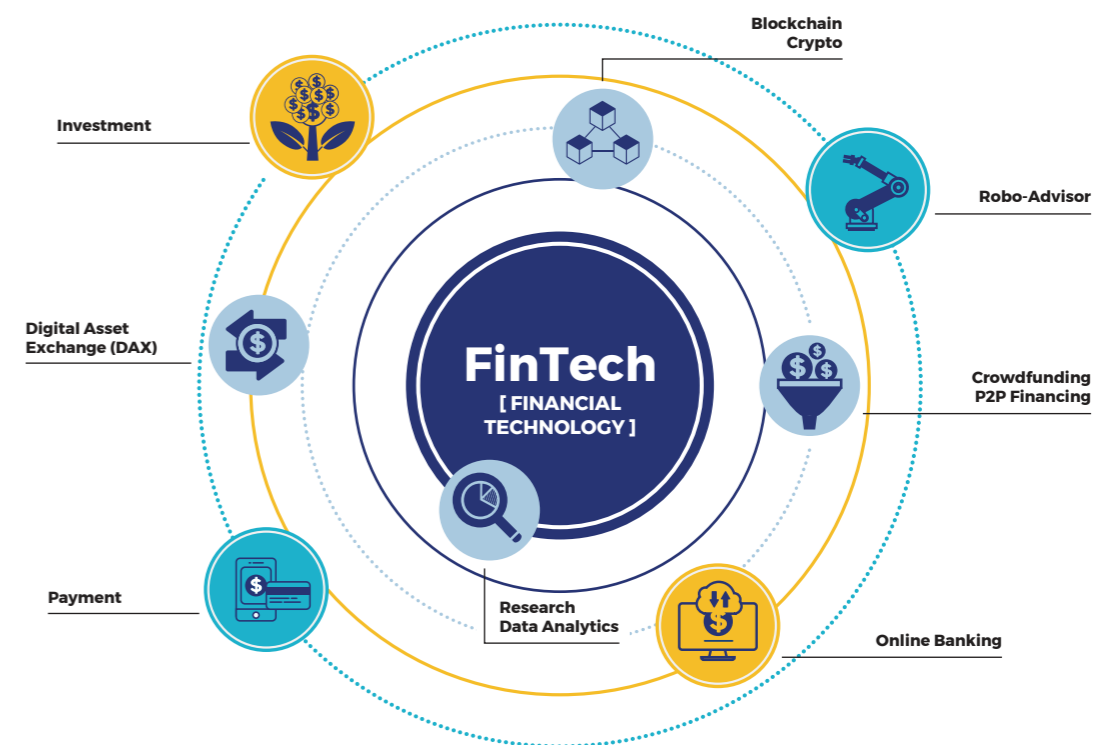 Blockchain
Crypto
Investment
Robo-Advisor
Digital Asset
Exchange (DAX)
FinTech
[ FINANCIAL
TECHNOLOGY ]
Crowdfunding
P2P Financing
Payment
Research
Data Analytics
Online Banking
$
$
$
$
$
$
$
$
$
$
$
$
$
$